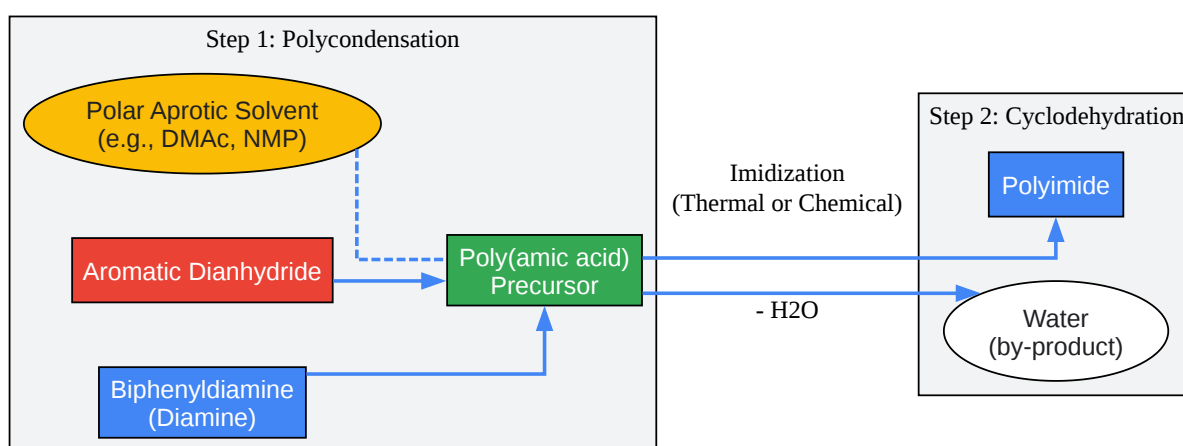 Step 1: Polycondensation
Polar Aprotic Solvent
(e.g., DMAc, NMP)
Aromatic Dianhydride
Biphenyldiamine
(Diamine)
Poly(amic acid)
Precursor
Imidization
(Thermal or Chemical)
- H2O
Step 2: Cyclodehydration
Polyimide
Water
(by-product)